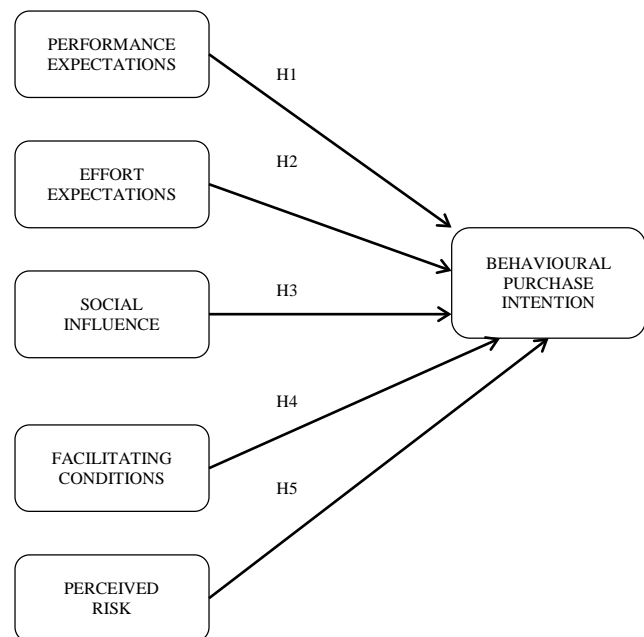 PERFORMANCE
EXPECTATIONS
H1
EFFORT
EXPECTATIONS
H2
SOCIAL
INFLUENCE
H3
BEHAVIOURAL
PURCHASE
INTENTION
FACILITATING
CONDITIONS
H4
H5
PERCEIVED
RISK